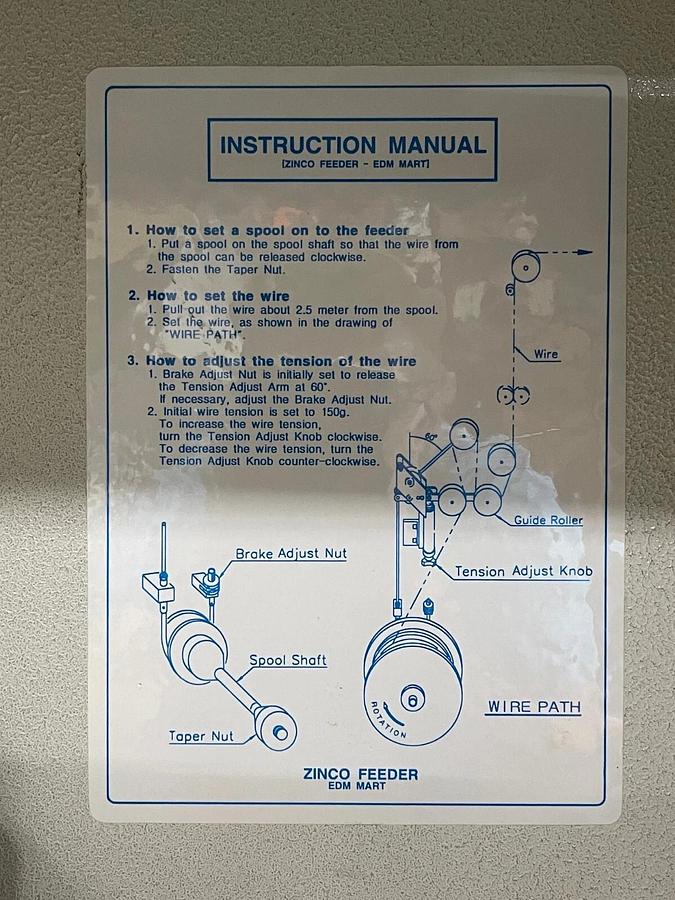 INSTRUCTION MANUAL
[ZINCO FEEDER - EDM MART]
1. How to set a spool on to the feeder
1. Put a spool on the spool shaft so that the wire from
the spool can be released clockwise.
2. Fasten the Taper Nut.
2. How to set the wire
1. Pull out the wire about 2.5 meter from the spool.
2. Set the wire, as shown in the drawing of
"WIRE PATH".
3. How to adjust the tension of the wire
1. Brake Adjust Nut is initially set to release
the Tension Adjust Arm at 60°.
If necessary, adjust the Brake Adjust Nut.
2. Initial wire tension is set to 150g.
To increase the wire tension,
turn the Tension Adjust Knob clockwise.
To decrease the wire tension, turn the
Tension Adjust Knob counter-clockwise.
Wire
60°
Guide Roller
Brake Adjust Nut
Tension Adjust Knob
Spool Shaft
Taper Nut
ROTATION
WIRE PATH
ZINCO FEEDER
EDM MART